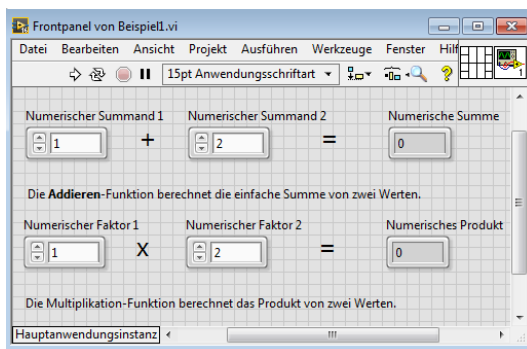 Frontpanel von Beispiel1.vi
Datei Bearbeiten Ansicht Projekt Ausführen Werkzeuge Fenster
15pt Anwendungsschriftart
1
Numerischer Summand 1 Numerischer Summand 2 Numerische Summe
1 + 2 = 0
Die Addieren-Funktion berechnet die einfache Summe von zwei Werten.
Numerischer Faktor 1 Numerischer Faktor 2 Numerisches Produkt
1 X 2 = 0
Die Multiplikation-Funktion berechnet das Produkt von zwei Werten.
Hauptanwendungsinstanz